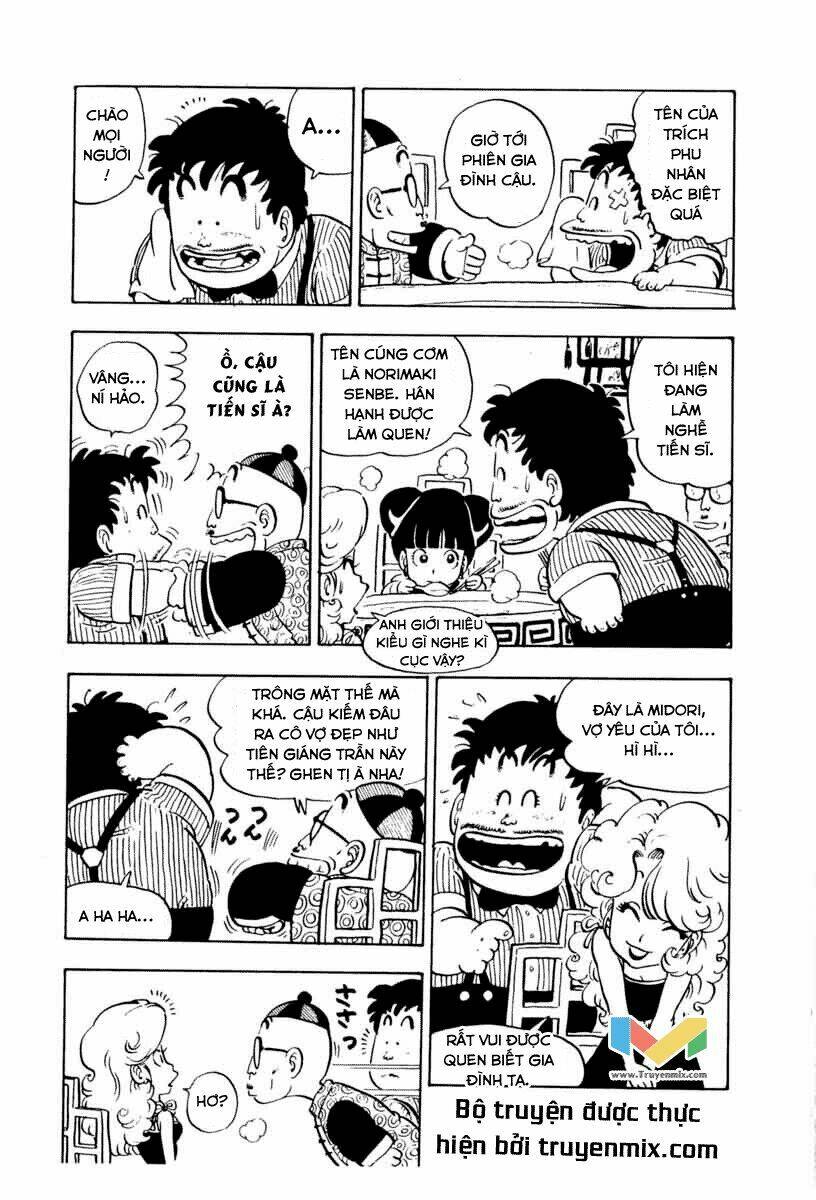 TÊN CỦA
TRÍCH
PHU
NHÂN
ĐẶC BIỆT
QUÁ
GIỜ TỚI
PHIÊN GIA
ĐÌNH CẬU.
A...
CHÀO
MỌI
NGƯỜI
!
TÔI HIỆN
ĐANG
LÀM
NGHỀ
TIẾN SĨ.
TÊN CÚNG CƠM
LÀ NORIMAKI
SENBE. HÂN
HẠNH ĐƯỢC
LÀM QUEN!
ANH GIỚI THIỆU
KIỂU GÌ NGHE KÌ
CỤC VẬY?
Ồ, CẬU
CŨNG LÀ
TIẾN SĨ À?
VÂNG...
NÍ HẢO.
ĐÂY LÀ MIDORI,
VỢ YÊU CỦA TÔI...
HÌ HÌ...
RẤT VUI ĐƯỢC
QUEN BIẾT GIA
ĐÌNH TA.
TRÔNG MẶT THẾ MÀ
KHÁ. CẬU KIẾM ĐÂU
RA CÔ VỢ ĐẸP NHƯ
TIÊN GIÁNG TRẦN NÀY
THẾ? GHEN TỊ À NHA!
A HA HA...
HƠ?
www.Truyenmix.com
Bộ truyện được thực
hiện bởi truyenmix.com